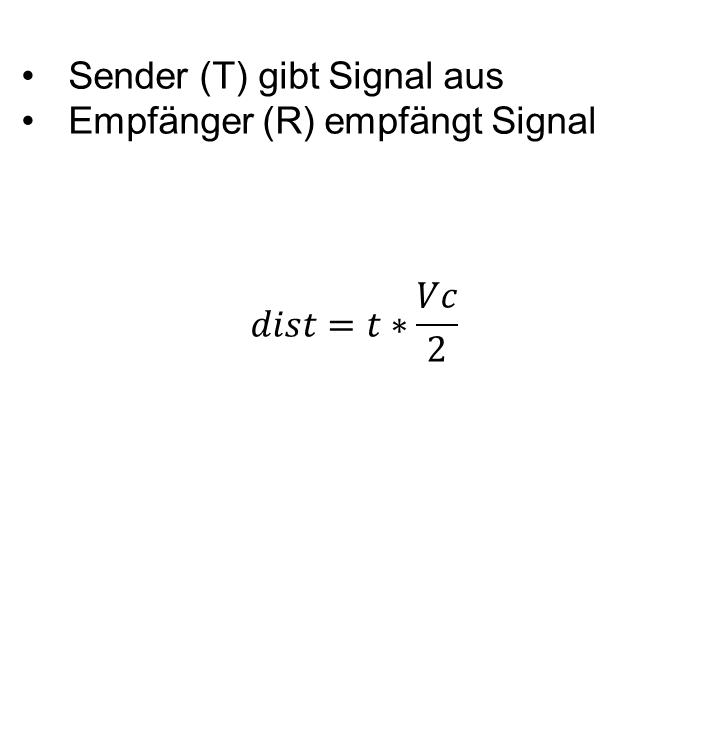 • Sender (T) gibt Signal aus
• Empfänger (R) empfängt Signal
dist = t * Vc/2